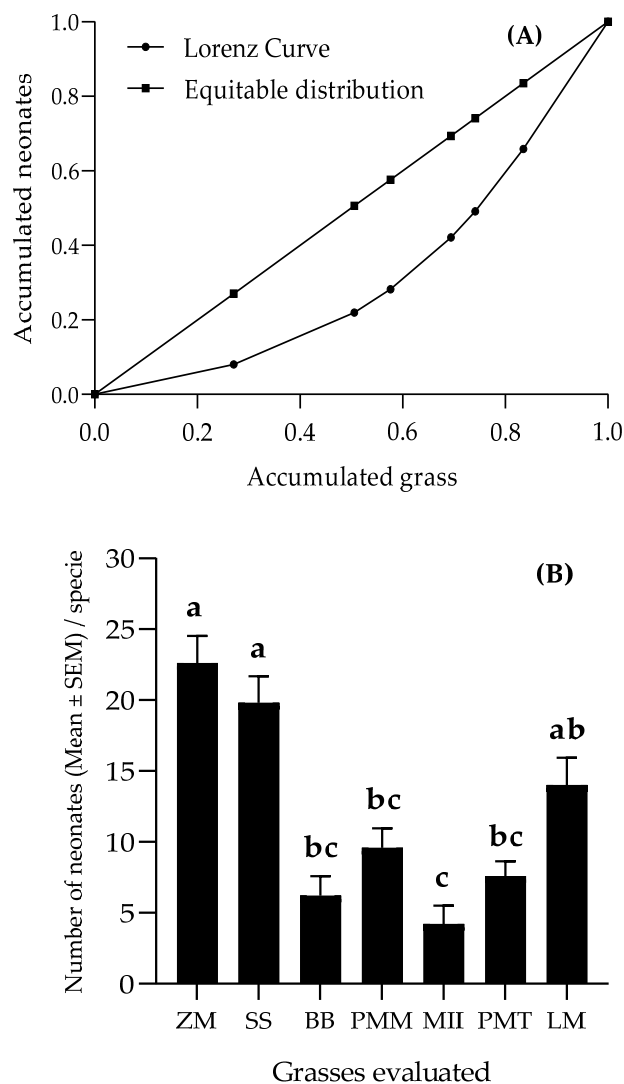 (A)
Lorenz Curve
Equitable distribution
Accumulated neonates
1.0
0.8
0.6
0.4
0.2
0.0
0.0 0.2 0.4 0.6 0.8 1.0
Accumulated grass
(B)
Number of neonates (Mean ± SEM) / specie
30
25
20
15
10
5
0
a a bc bc c bc ab
ZM SS BB PMM MII PMT LM
Grasses evaluated